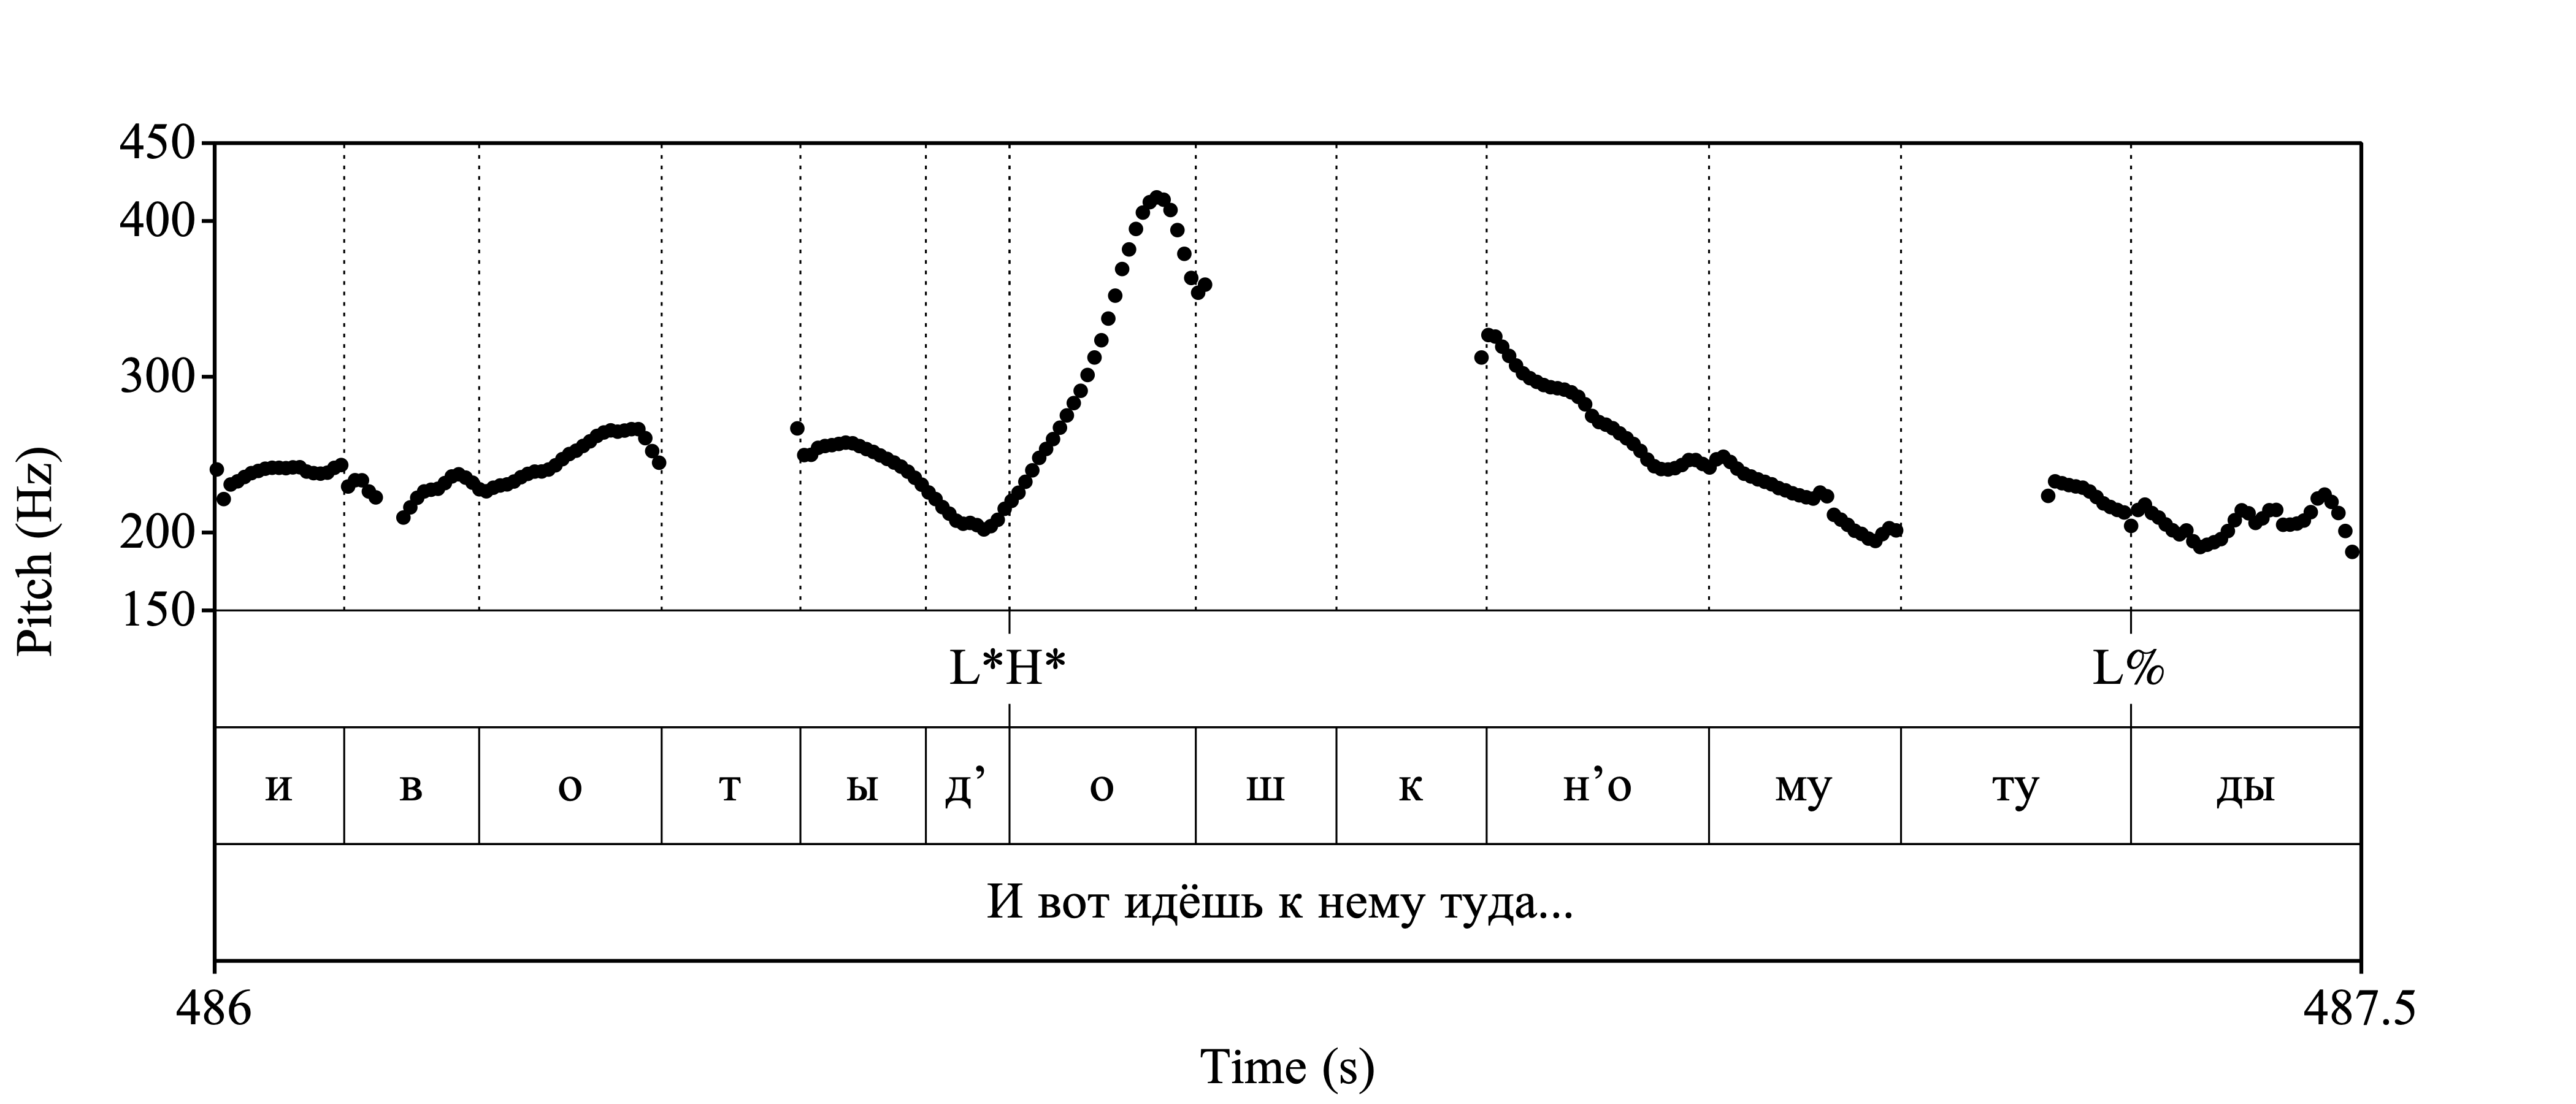 450
400
300
200
150
Pitch (Hz)
L*H* L%
и в о т ы д’ о ш к н’о му ту ды
И вот идёшь к нему туда...
486 487.5
Time (s)